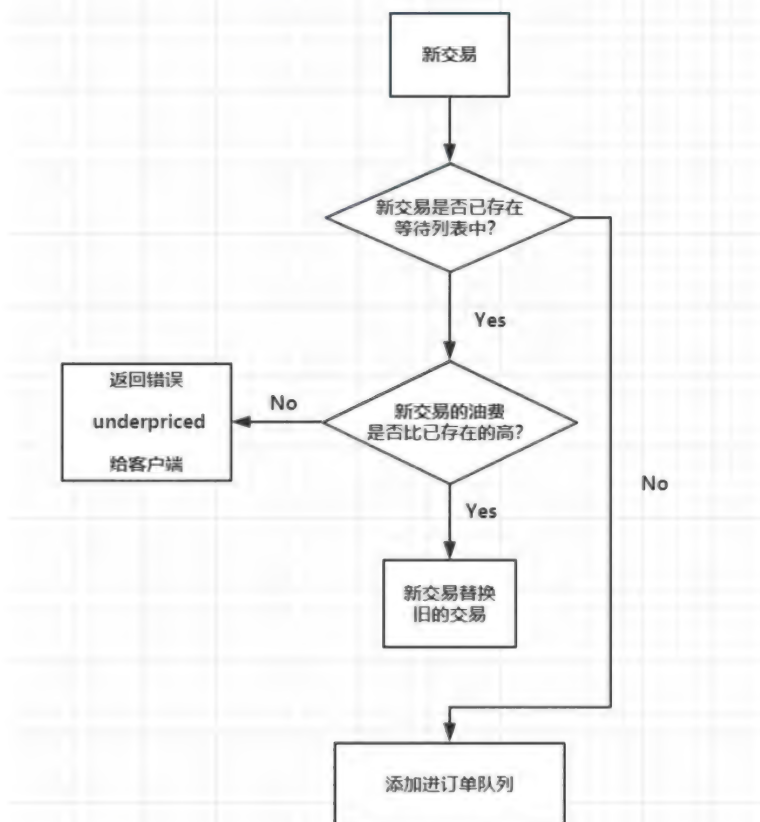 新交易
新交易是否已存在
等待列表中?
Yes
返回错误
underpriced
给客户端
No
新交易的油费
是否比已存在的高?
No
Yes
新交易替换
旧的交易
添加进订单队列